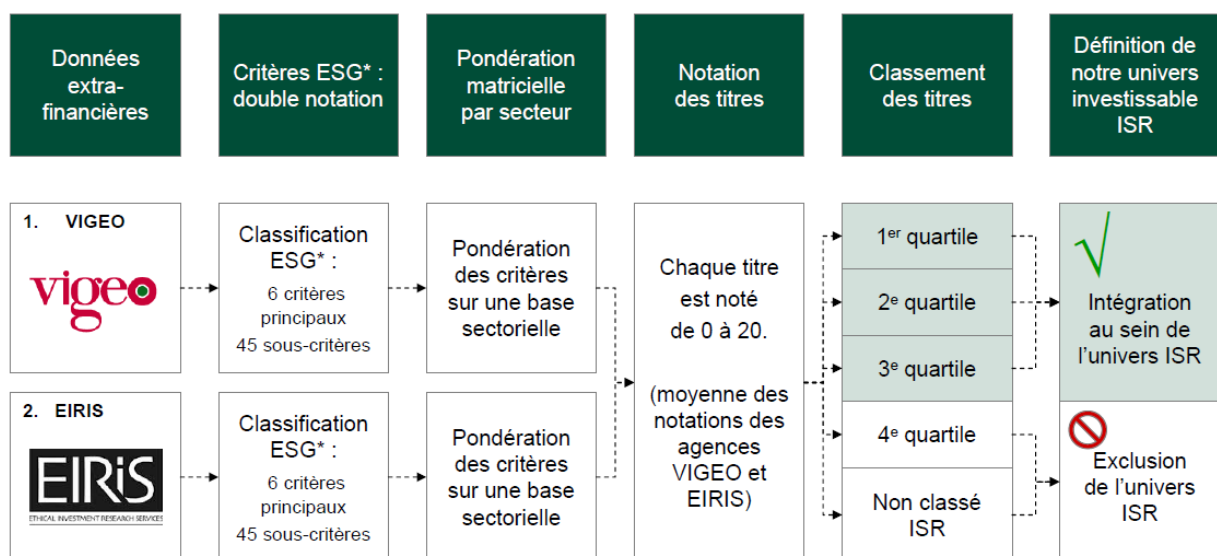 Données
extra-
financières
Critères ESG* :
double notation
Pondération
matricielle
par secteur
Notation
des titres
Classement
des titres
Définition de
notre univers
investissable
ISR
1. VIGEO
vigeo
Classification
ESG* :
6 critères
principaux
45 sous-critères
Pondération
des critères
sur une base
sectorielle
2. EIRIS
EIRiS
ETHICAL INVESTMENT RESEARCH SERVICES
Classification
ESG* :
6 critères
principaux
45 sous-critères
Pondération
des critères
sur une base
sectorielle
Chaque titre
est noté
de 0 à 20.
(moyenne des
notations des
agences
VIGEO et
EIRIS)
1er quartile
2e quartile
3e quartile
4e quartile
Non classé
ISR
√
Intégration
au sein de
l’univers ISR
Exclusion
de l’univers
ISR